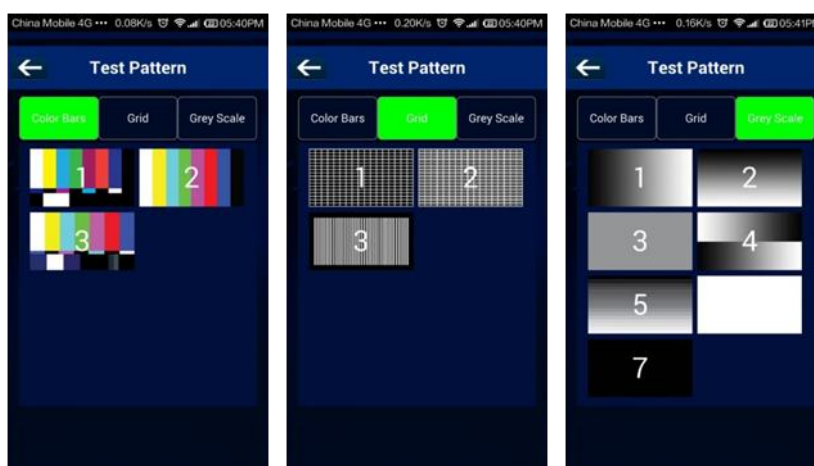 China Mobile 4G ••• 0.08K/s 05:40PM
Test Pattern
Color Bars Grid Grey Scale
1 2
3
China Mobile 4G ••• 0.20K/s 05:40PM
Test Pattern
Color Bars Grid Grey Scale
1 2
3
China Mobile 4G ••• 0.16K/s 05:41PM
Test Pattern
Color Bars Grid Grey Scale
1 2
3 4
5
7